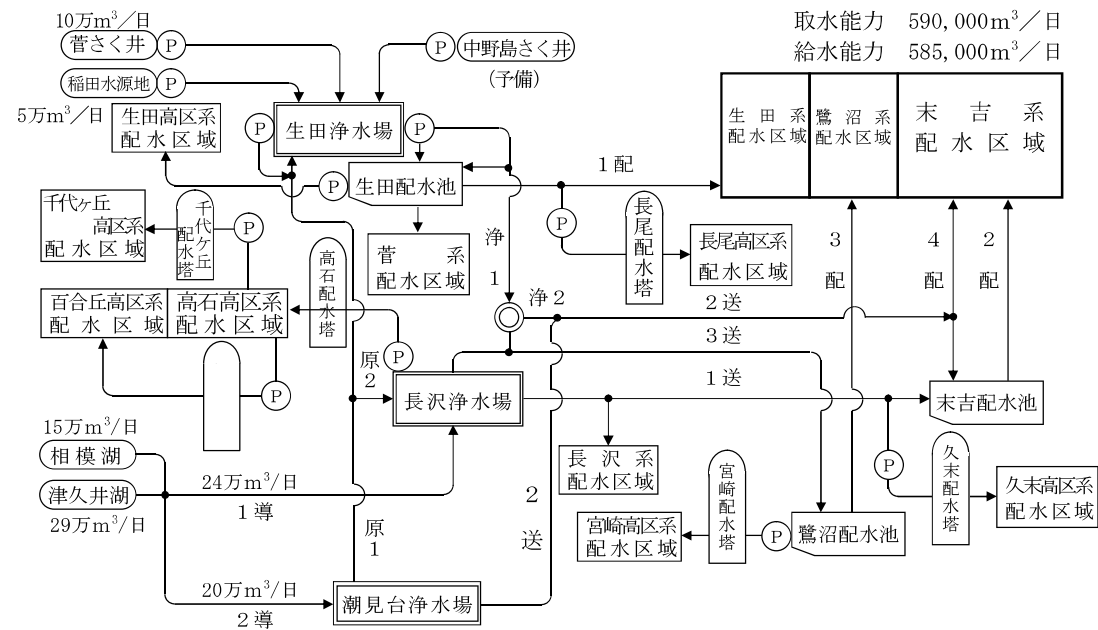 10万m³／日
菅さく井
P
P
中野島さく井
(予備)
取水能力 590,000m³／日
給水能力 585,000m³／日
稲田水源地
P
5万m³／日
生田高区系
配水区域
P
生田浄水場
P
生田系
配水区域
鷺沼系
配水区域
末吉系
配水区域
P
生田配水池
1配
千代ヶ丘
高区系
配水区域
千代ヶ丘
配水塔
P
菅系
配水区域
浄1
P
長尾配水塔
長尾高区系
配水区域
3配
4配
2配
高石配水塔
百合丘高区系
配水区域
高石高区系
配水区域
浄2
2送
3送
P
原2
長沢浄水場
1送
末吉配水池
P
15万m³/日
相模湖
24万m³/日
1導
津久井湖
29万m³/日
長沢系
配水区域
2送
宮崎配水塔
P
久末配水塔
久末高区系
配水区域
宮崎高区系
配水区域
P
鷺沼配水池
原1
20万m³/日
2導
潮見台浄水場